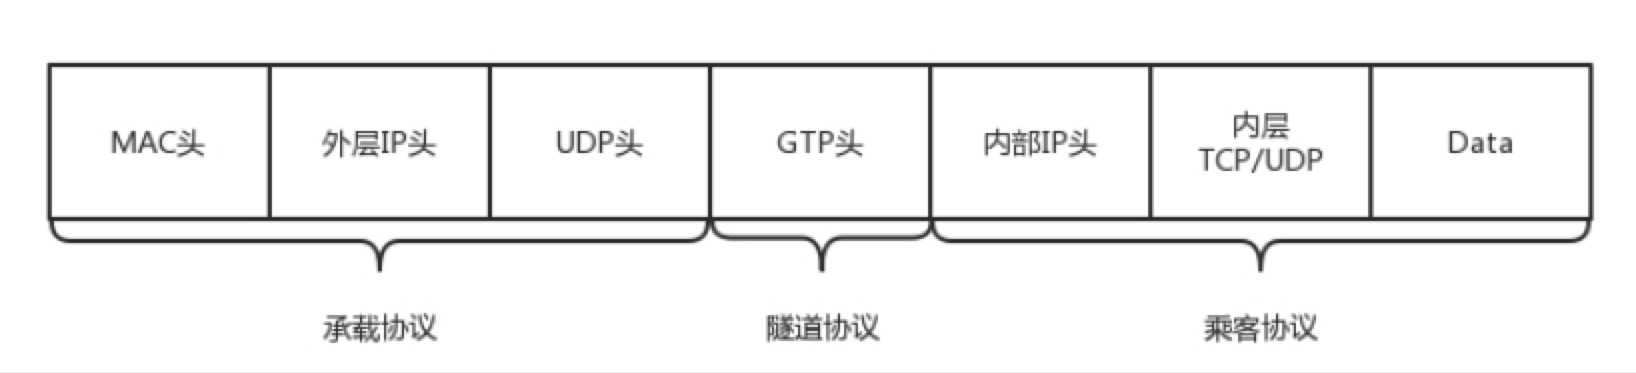 MAC头
外层IP头
UDP头
GTP头
内部IP头
内层
TCP/UDP
Data
承载协议
隧道协议
乘客协议